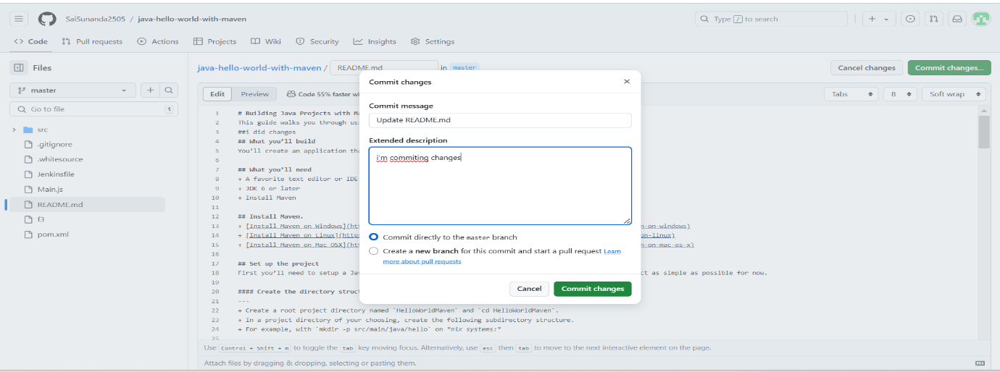 SaiSunanda2505 / java-hello-world-with-maven
Type / to search
Code Pull requests Actions Projects Wiki Security Insights Settings
Files
java-hello-world-with-maven / README.md in master
Cancel changes Commit changes...
master
Go to file t
src
.gitignore
.whitesource
Jenkinsfile
Main.js
README.md
f3
pom.xml
Edit Preview Code 55% faster wi
Tabs 8 Soft wrap
1 # Building Java Projects with Ma
2 This guide walks you through usi
3 ##i did changes
4 ## What you'll build
5 You'll create an application tha
6
7 ## What you'll need
8 + A favorite text editor or IDE
9 + JDK 6 or later
10 + Install Maven
11
12 ## Install Maven.
13 + [Install Maven on Windows](ht n-on-windows)
14 + [Install Maven on Linux](http on-linux)
15 + [Install Maven on Mac OSX](ht n-on-mac-os-x)
16
17 ## Set up the project
18 First you'll need to setup a Jav ct as simple as possible for now.
19
20 #### Create the directory struct
21 ---
22 + Create a root project directory named `HelloWorldMaven` and `cd HelloWorldMaven`.
23 + In a project directory of your choosing, create the following subdirectory structure.
24 + For example, with `mkdir -p src/main/java/hello` on *nix systems:*
25
Commit changes
Commit message
Update README.md
Extended description
i'm commiting changes
Commit directly to the master branch
Create a new branch for this commit and start a pull request Learn
more about pull requests
Cancel Commit changes
Use Control + Shift + m to toggle the tab key moving focus. Alternatively, use esc then tab to move to the next interactive element on the page.
Attach files by dragging & dropping, selecting or pasting them.